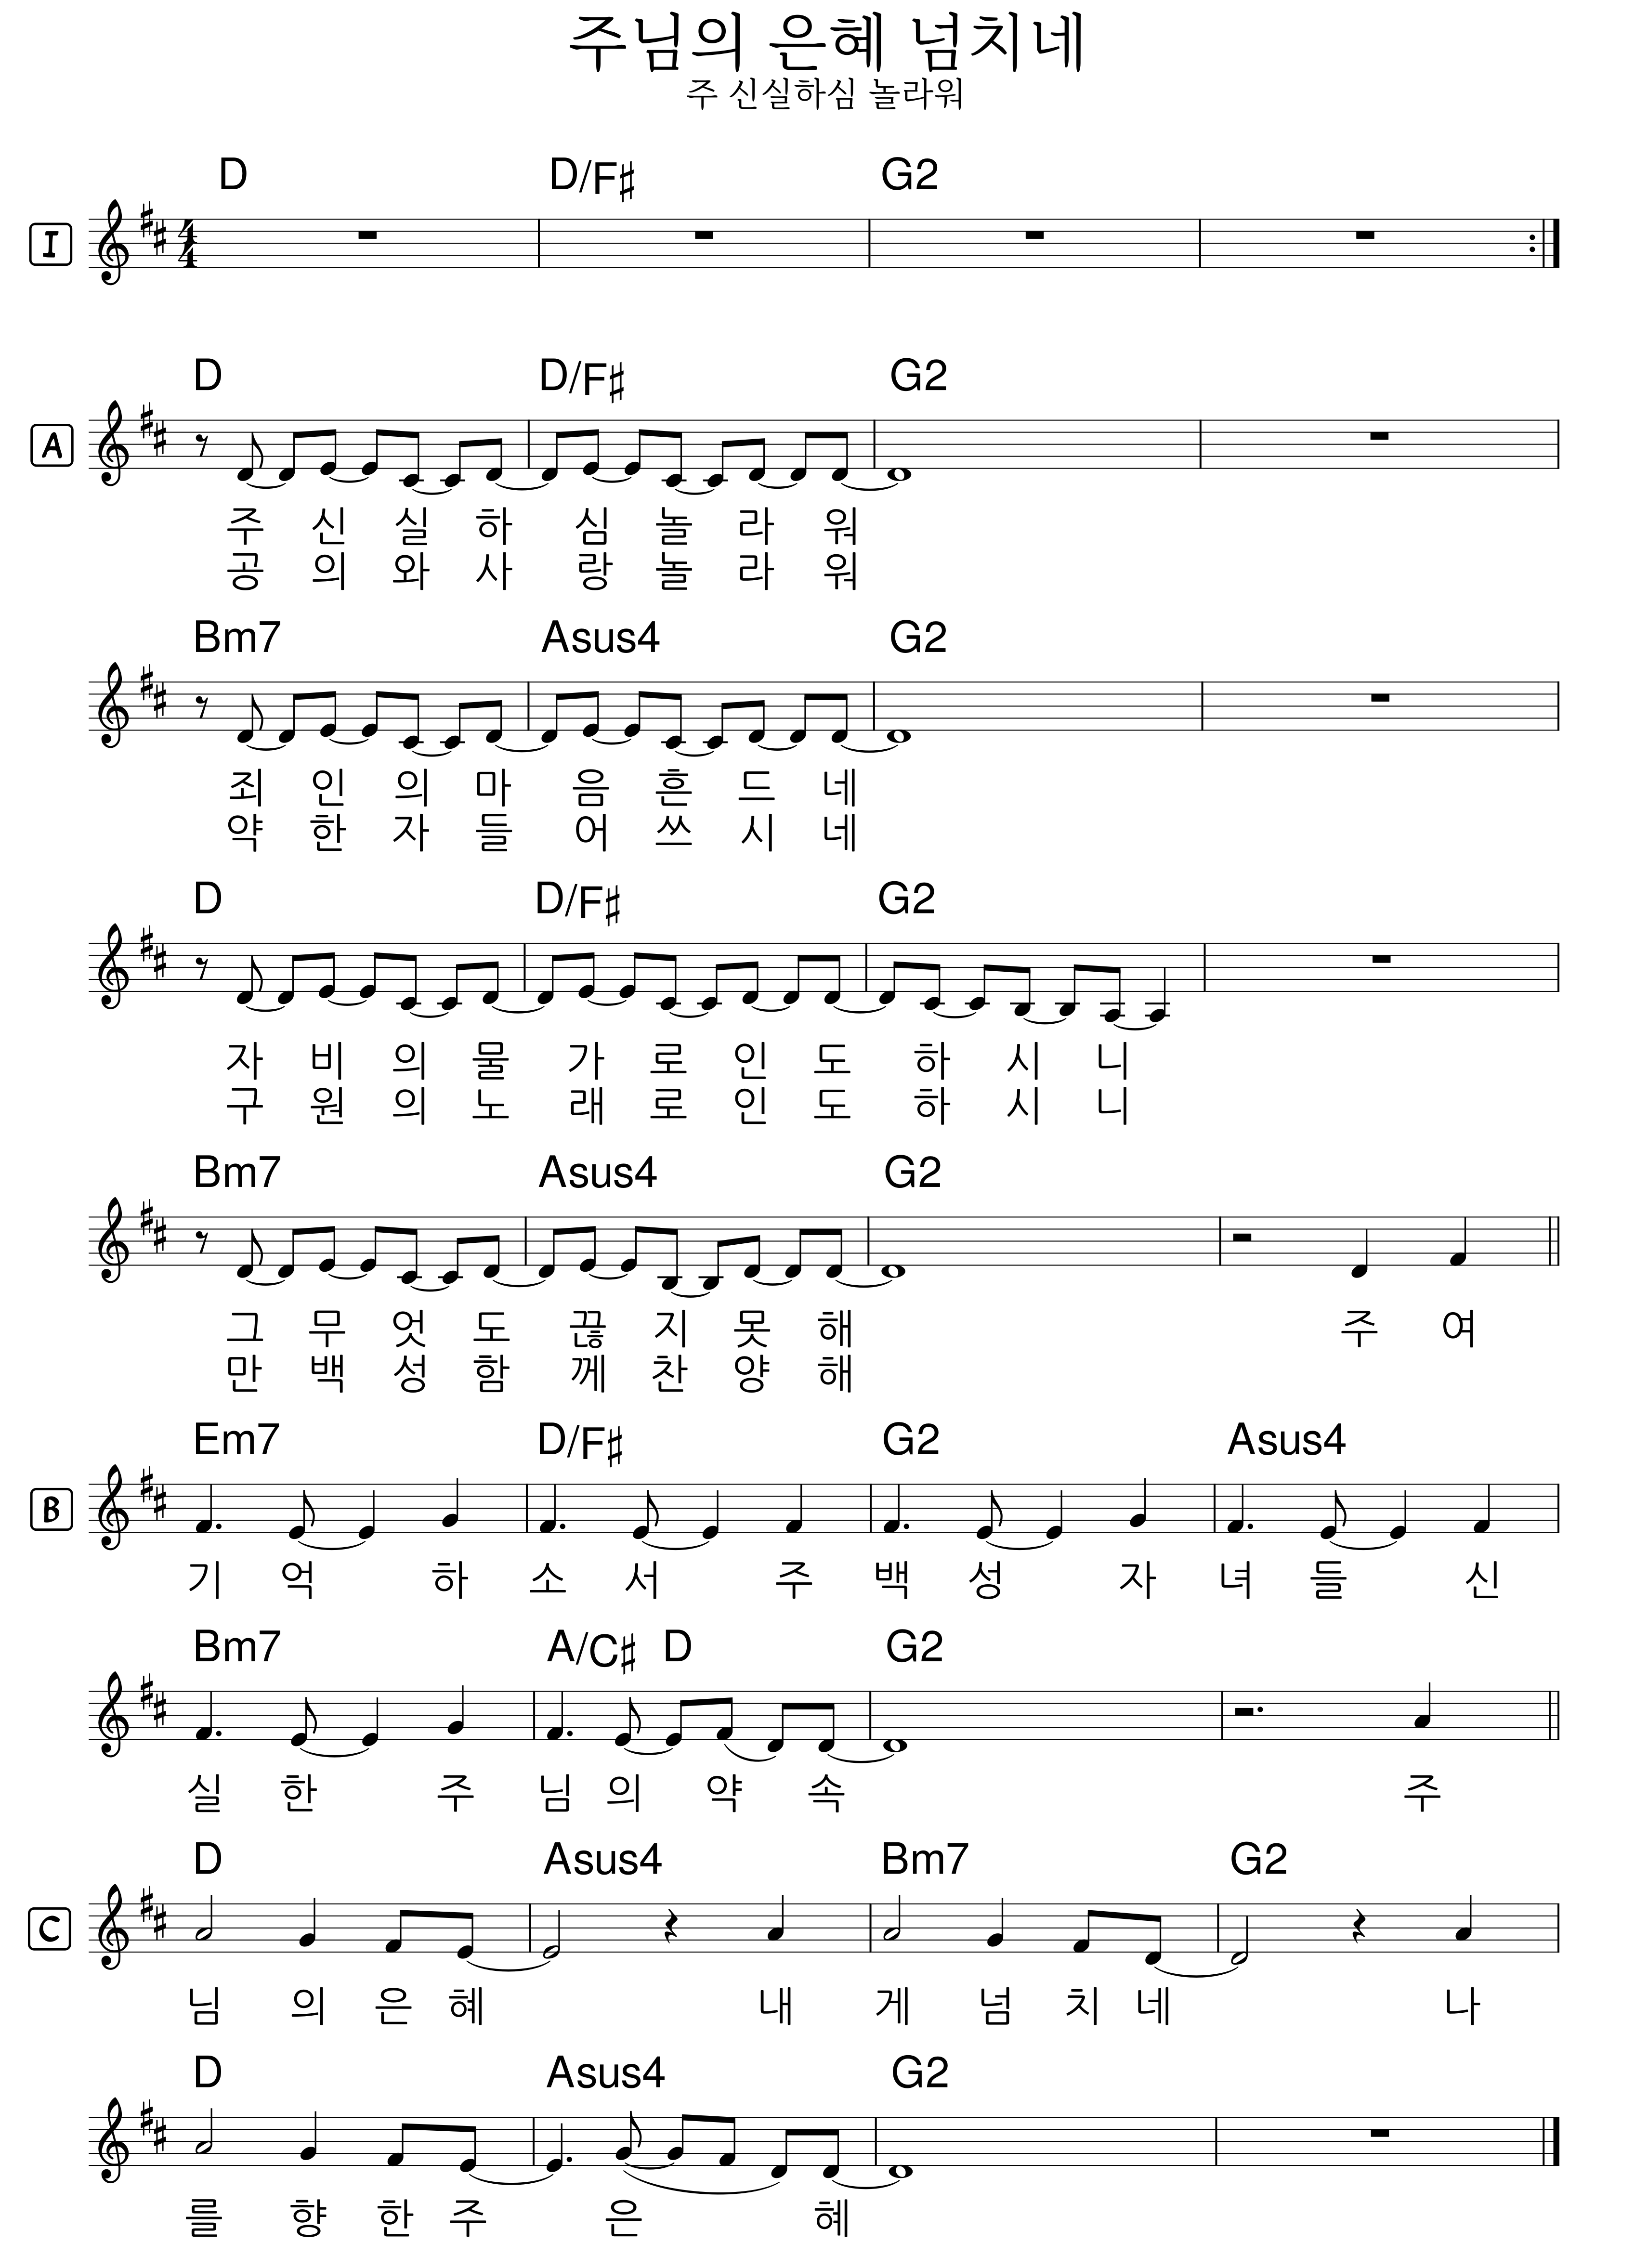 주님의 은혜 넘치네
주 신실하심 놀라워
D D/F♯ G2
I
4/4
D D/F♯ G2
A
주 신 실 하 심 놀 라 워
공 의 와 사 랑 놀 라 워
Bm7 Asus4 G2
죄 인 의 마 음 흔 드 네
약 한 자 들 어 쓰 시 네
D D/F♯ G2
자 비 의 물 가 로 인 도 하 시 니
구 원 의 노 래 로 인 도 하 시 니
Bm7 Asus4 G2
그 무 엇 도 끊 지 못 해 주 여
만 백 성 함 께 찬 양 해
Em7 D/F♯ G2 Asus4
B
기 억 하 소 서 주 백 성 자 녀 들 신
Bm7 A/C♯ D G2
실 한 주 님 의 약 속 주
D Asus4 Bm7 G2
C
님 의 은 혜 내 게 넘 치 네 나
D Asus4 G2
를 향 한 주 은 혜